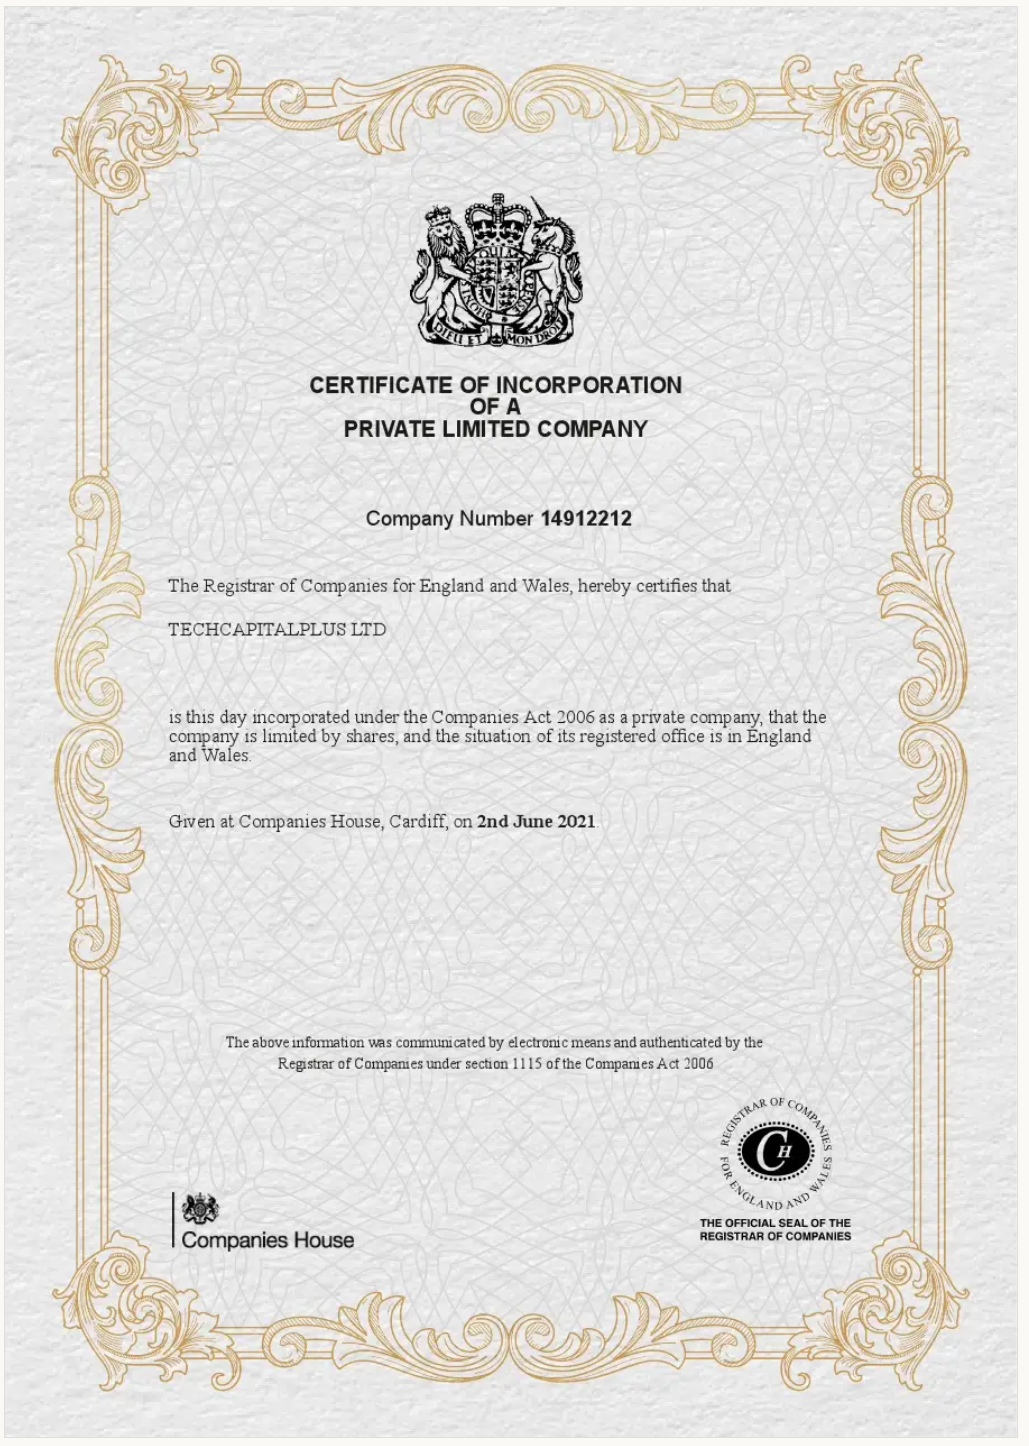 DIEU ET MON DROIT
CERTIFICATE OF INCORPORATION
OF A
PRIVATE LIMITED COMPANY
Company Number 14912212
The Registrar of Companies for England and Wales, hereby certifies that
TECHCAPITALPLUS LTD
is this day incorporated under the Companies Act 2006 as a private company, that the
company is limited by shares, and the situation of its registered office is in England
and Wales.
Given at Companies House, Cardiff, on 2nd June 2021.
The above information was communicated by electronic means and authenticated by the
Registrar of Companies under section 1115 of the Companies Act 2006
REGISTRAR OF COMPANIES
FOR ENGLAND AND WALES
CH
THE OFFICIAL SEAL OF THE
REGISTRAR OF COMPANIES
Companies House